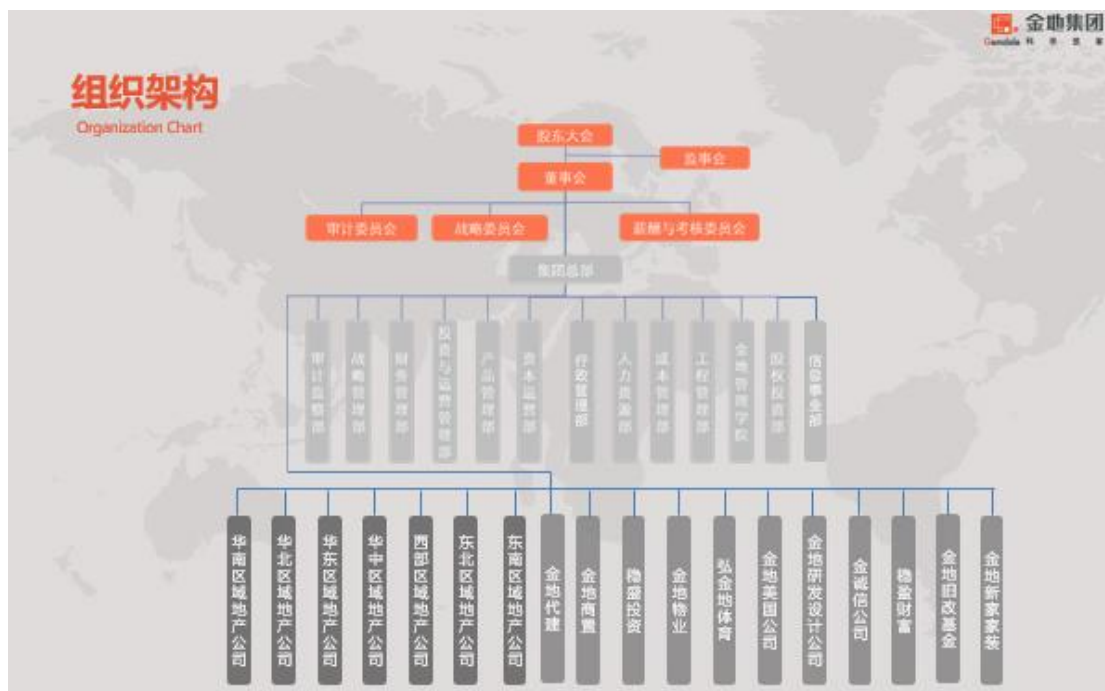 金地集团
Gemdale 科学筑家
组织架构
Organization Chart
股东大会
监事会
董事会
审计委员会
战略委员会
薪酬与考核委员会
集团总部
审计监察部
战略管理部
财务管理部
投资与运营管理部
产品管理部
资本运营部
行政管理部
人力资源部
成本管理部
工程管理部
金地管理学院
股权投资部
信息事业部
华南区域地产公司
华北区域地产公司
华东区域地产公司
华中区域地产公司
西部区域地产公司
东北区域地产公司
东南区域地产公司
金地代建
金地商置
稳盛投资
金地物业
弘金地体育
金地美国公司
金地研发设计公司
金诚信公司
稳盈财富
金地旧改基金
金地新家家装